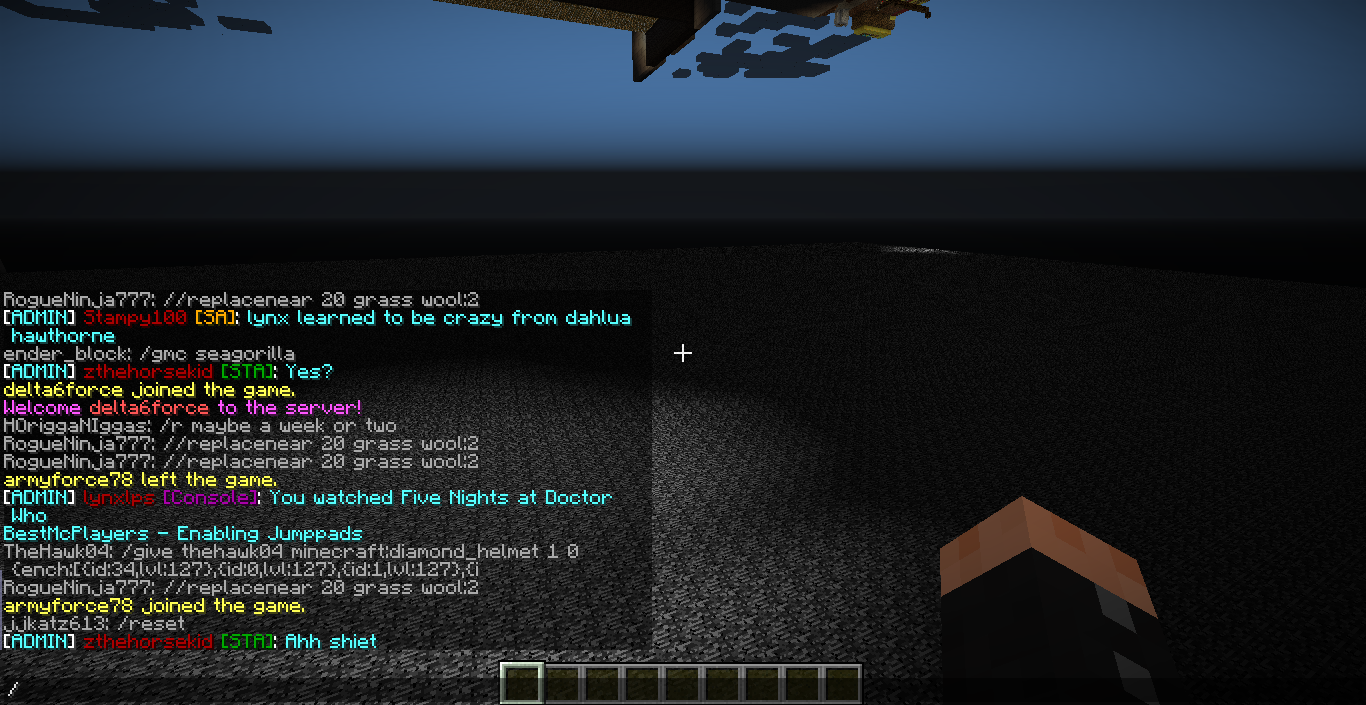 RogueNinja777: //replacenear 20 grass wool:2
[ADMIN] Stampy100 [SA]: lynx learned to be crazy from dahlua
hawthorne
ender_block: /gmc seagorilla
[ADMIN] zthehorsekid [STA]: Yes?
delta6force joined the game.
Welcome delta6force to the server!
HOriggaNIggas: /r maybe a week or two
RogueNinja777: //replacenear 20 grass wool:2
RogueNinja777: //replacenear 20 grass wool:2
armyforce78 left the game.
[ADMIN] lynxlps [Console]: You watched Five Nights at Doctor
Who
BestMcPlayers - Enabling Jumppads
TheHawk04: /give thehawk04 minecraft:diamond_helmet 1 0
{ench:[{id:34,lvl:127},{id:0,lvl:127},{id:1,lvl:127},{i
RogueNinja777: //replacenear 20 grass wool:2
armyforce78 joined the game.
jjkatz613: /reset
[ADMIN] zthehorsekid [STA]: Ahh shiet
/